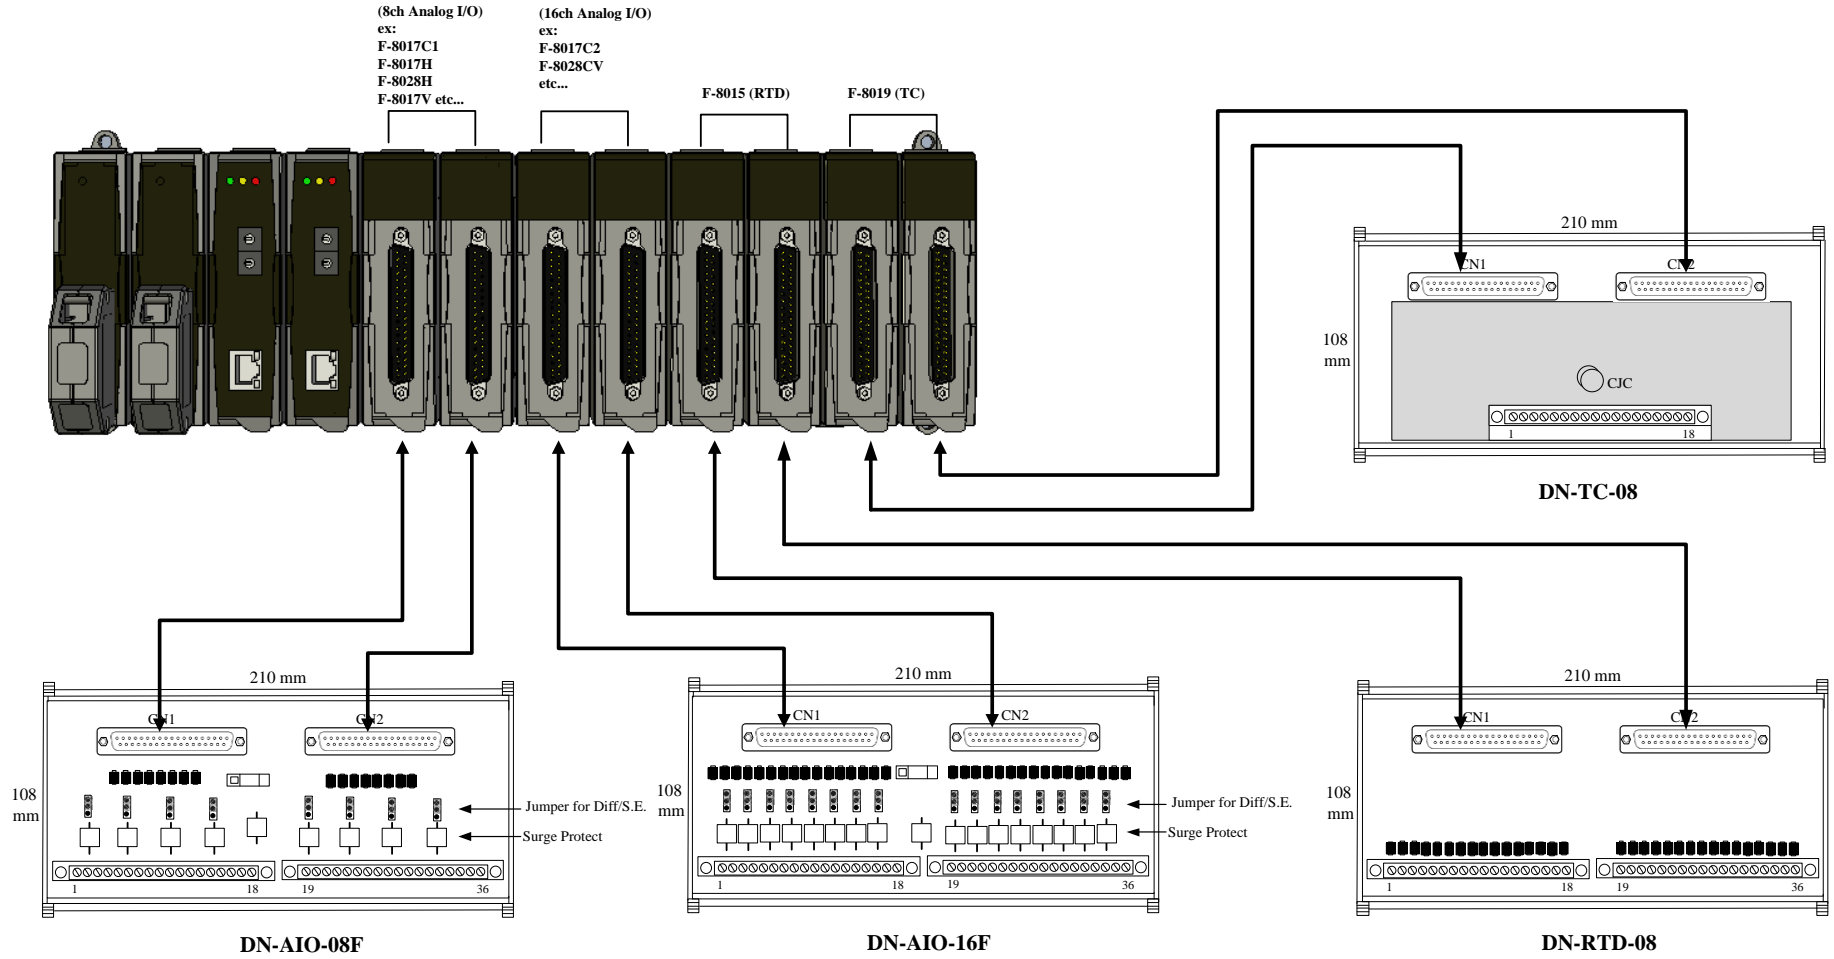 (8ch Analog I/O)
ex:
F-8017C1
F-8017H
F-8028H
F-8017V etc...
(16ch Analog I/O)
ex:
F-8017C2
F-8028CV
etc...
F-8015 (RTD)
F-8019 (TC)
210 mm
CN1
CN2
108
mm
CJC
1
18
DN-TC-08
210 mm
CN1
CN2
108
mm
Jumper for Diff/S.E.
Surge Protect
1
18
19
36
DN-AIO-08F
210 mm
CN1
CN2
108
mm
Jumper for Diff/S.E.
Surge Protect
1
18
19
36
DN-AIO-16F
210 mm
CN1
CN2
108
mm
1
18
19
36
DN-RTD-08